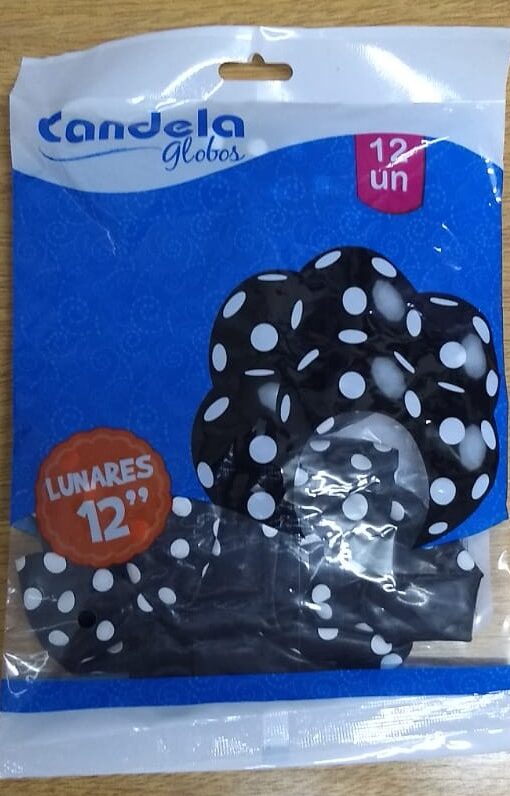 Candela
Globos
12
un
LUNARES
12”